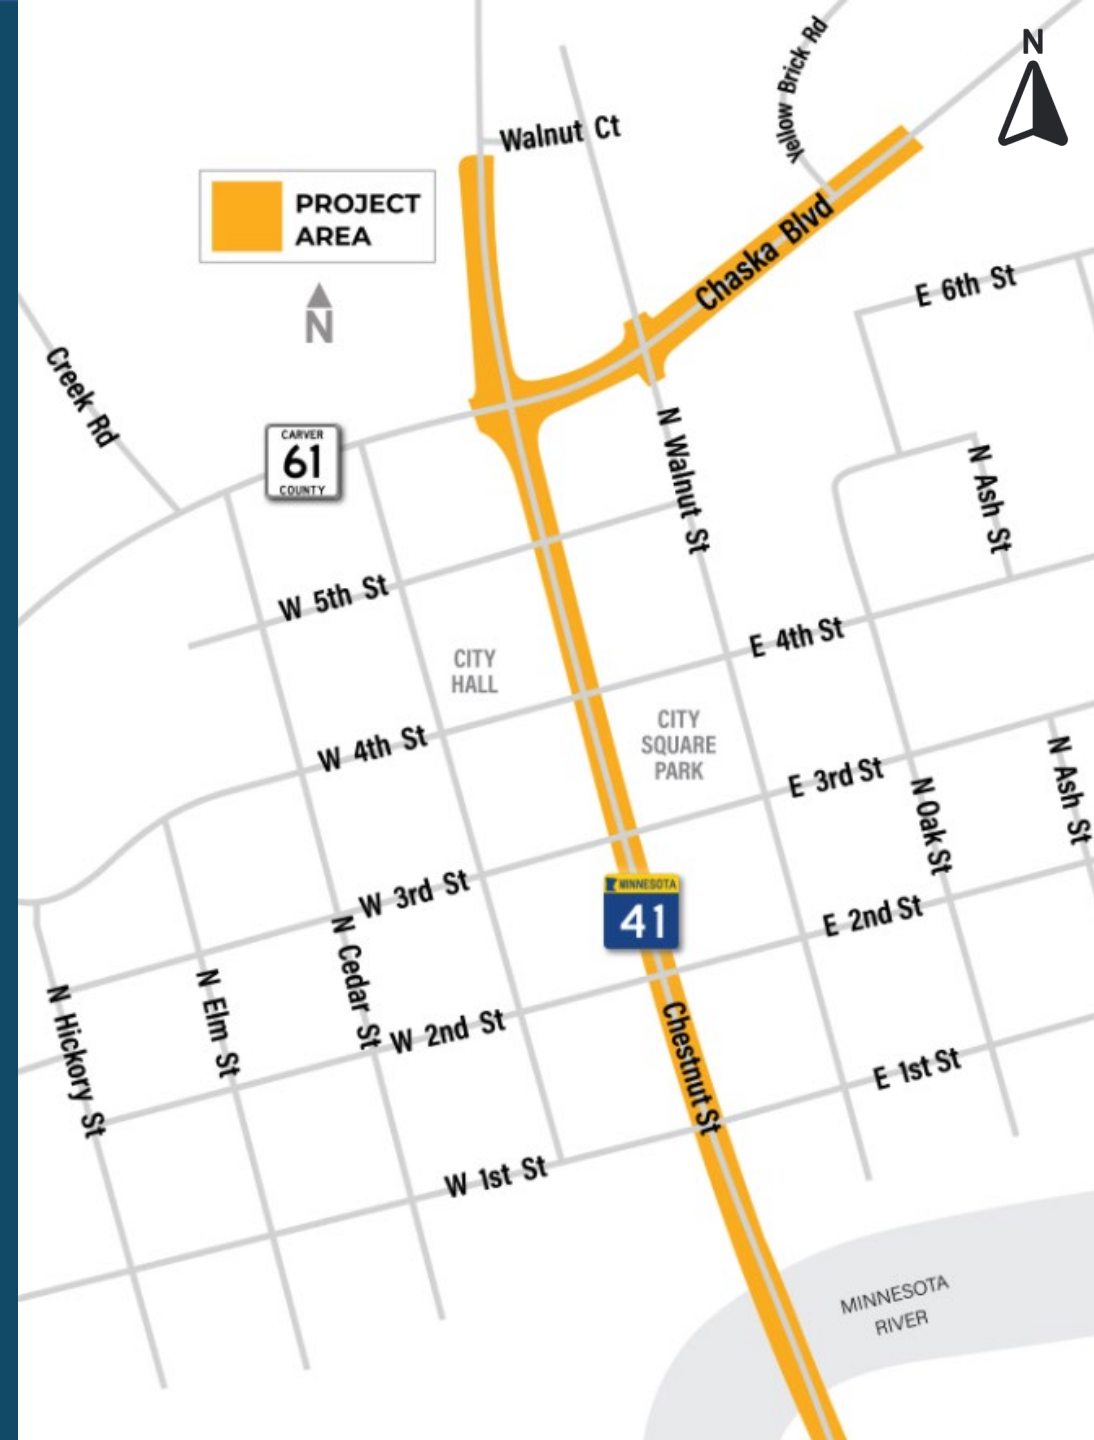 N
Walnut Ct
Yellow Brick Rd
PROJECT
AREA
N
Chaska Blvd
E 6th St
Creek Rd
CARVER
61
COUNTY
N Walnut St
N Ash St
W 5th St
E 4th St
CITY
HALL
CITY
SQUARE
PARK
W 4th St
E 3rd St
N Ash St
N Oak St
W 3rd St
MINNESOTA
41
E 2nd St
N Cedar St
N Elm St
N Hickory St
W 2nd St
Chestnut St
E 1st St
W 1st St
MINNESOTA
RIVER